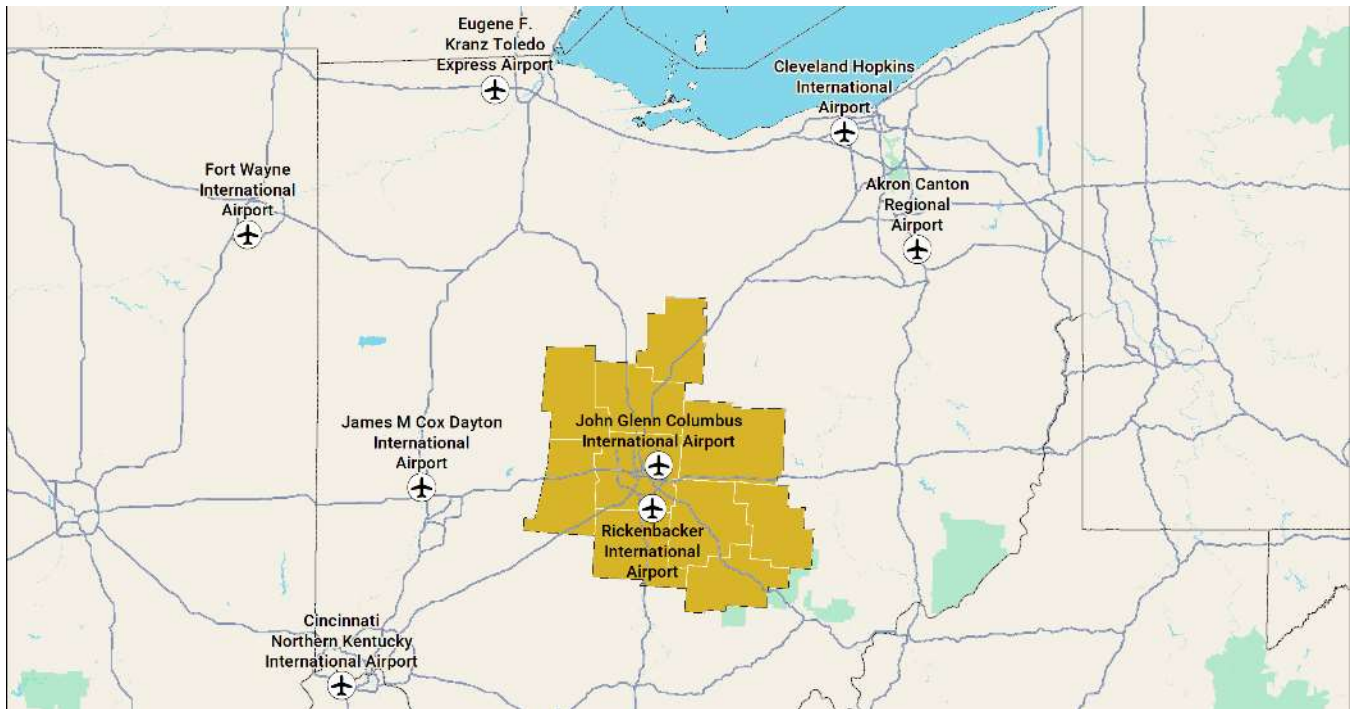 Eugene F.
Kranz Toledo
Express Airport
Cleveland Hopkins
International
Airport
Fort Wayne
International
Airport
Akron Canton
Regional
Airport
James M Cox Dayton
International
Airport
John Glenn Columbus
International Airport
Rickenbacker
International
Airport
Cincinnati
Northern Kentucky
International Airport